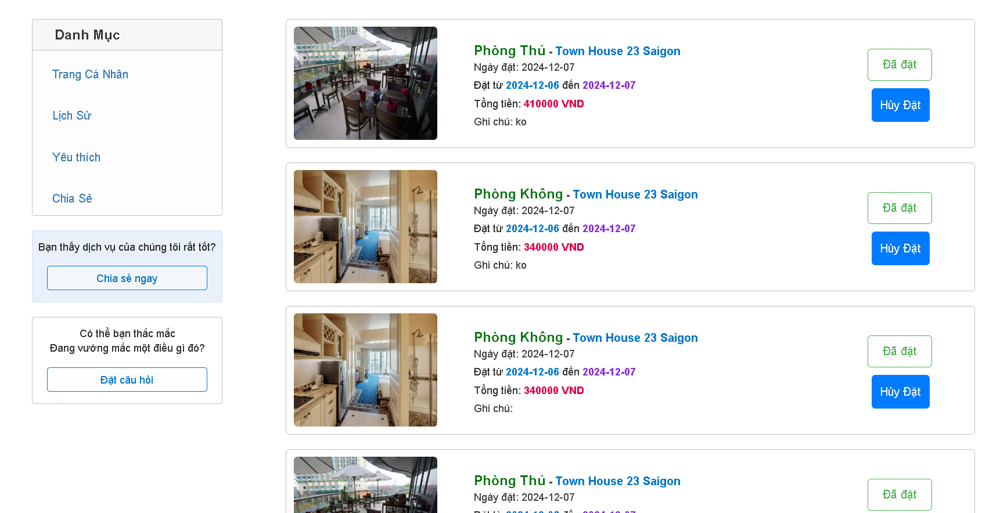 Danh Mục
Trang Cá Nhân
Lịch Sử
Yêu thích
Chia Sẻ
Bạn thấy dịch vụ của chúng tôi rất tốt?
Chia sẻ ngay
Có thể bạn thắc mắc
Đang vướng mắc một điều gì đó?
Đặt câu hỏi
Phòng Thủ - Town House 23 Saigon
Ngày đặt: 2024-12-07
Đặt từ 2024-12-06 đến 2024-12-07
Tổng tiền: 410000 VND
Ghi chú: ko
Đã đặt
Hủy Đặt
Phòng Không - Town House 23 Saigon
Ngày đặt: 2024-12-07
Đặt từ 2024-12-06 đến 2024-12-07
Tổng tiền: 340000 VND
Ghi chú: ko
Đã đặt
Hủy Đặt
Phòng Không - Town House 23 Saigon
Ngày đặt: 2024-12-07
Đặt từ 2024-12-06 đến 2024-12-07
Tổng tiền: 340000 VND
Ghi chú:
Đã đặt
Hủy Đặt
Phòng Thủ - Town House 23 Saigon
Ngày đặt: 2024-12-07
Đã đặt